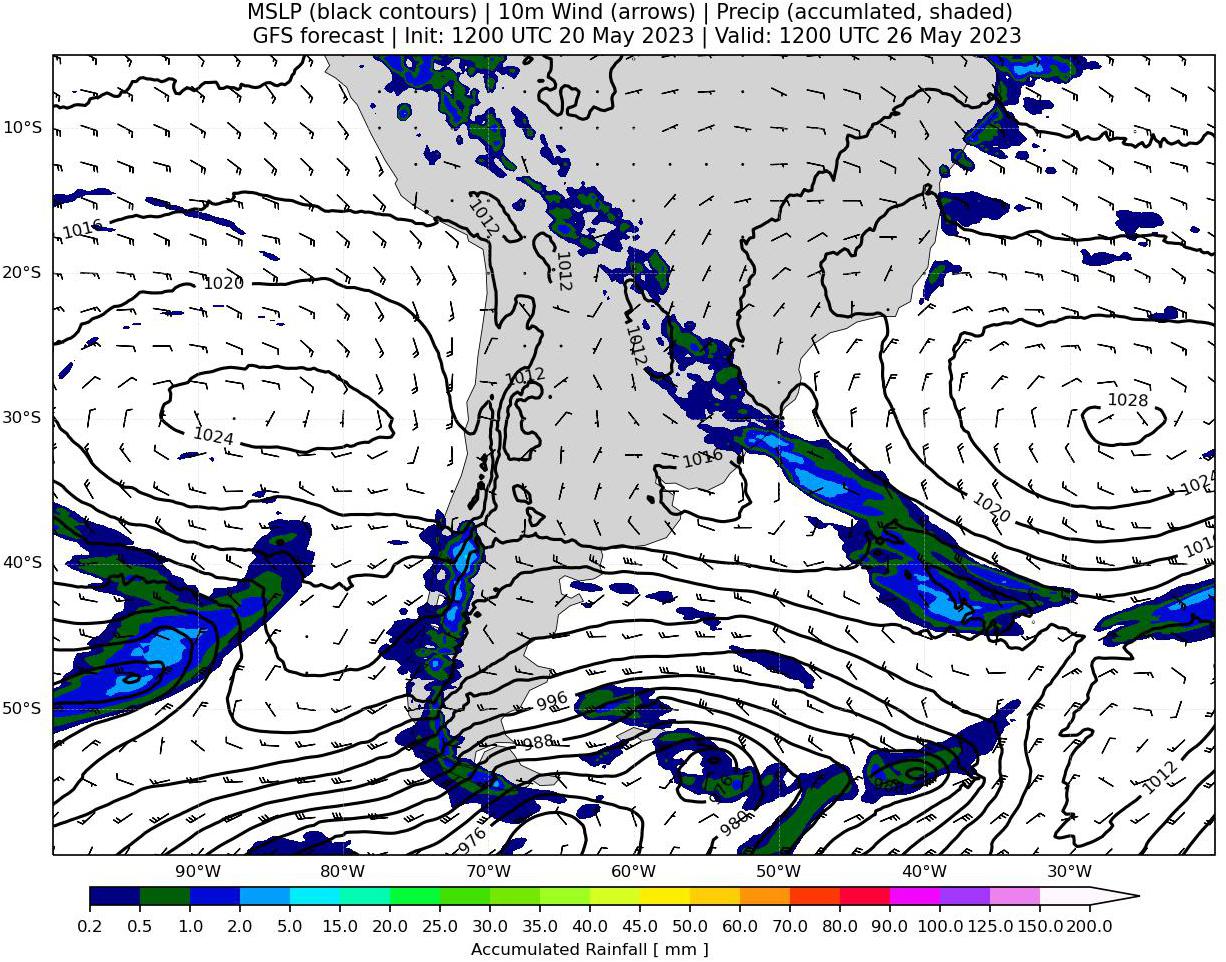 MSLP (black contours) | 10m Wind (arrows) | Precip (accumlated, shaded)
GFS forecast | Init: 1200 UTC 20 May 2023 | Valid: 1200 UTC 26 May 2023
10°S
1012
1016
20°S
1012
1020
1012
1012
1028
30°S
1024
1016
1024
1020
40°S
996
50°S
988
976
1012
980
976
90°W 80°W 70°W 60°W 50°W 40°W 30°W
0.2 0.5 1.0 2.0 5.0 10.0 15.0 20.0 25.0 30.0 35.0 40.0 45.0 50.0 60.0 70.0 80.0 90.0 100.0 125.0 150.0 200.0
Accumulated Rainfall [ mm ]